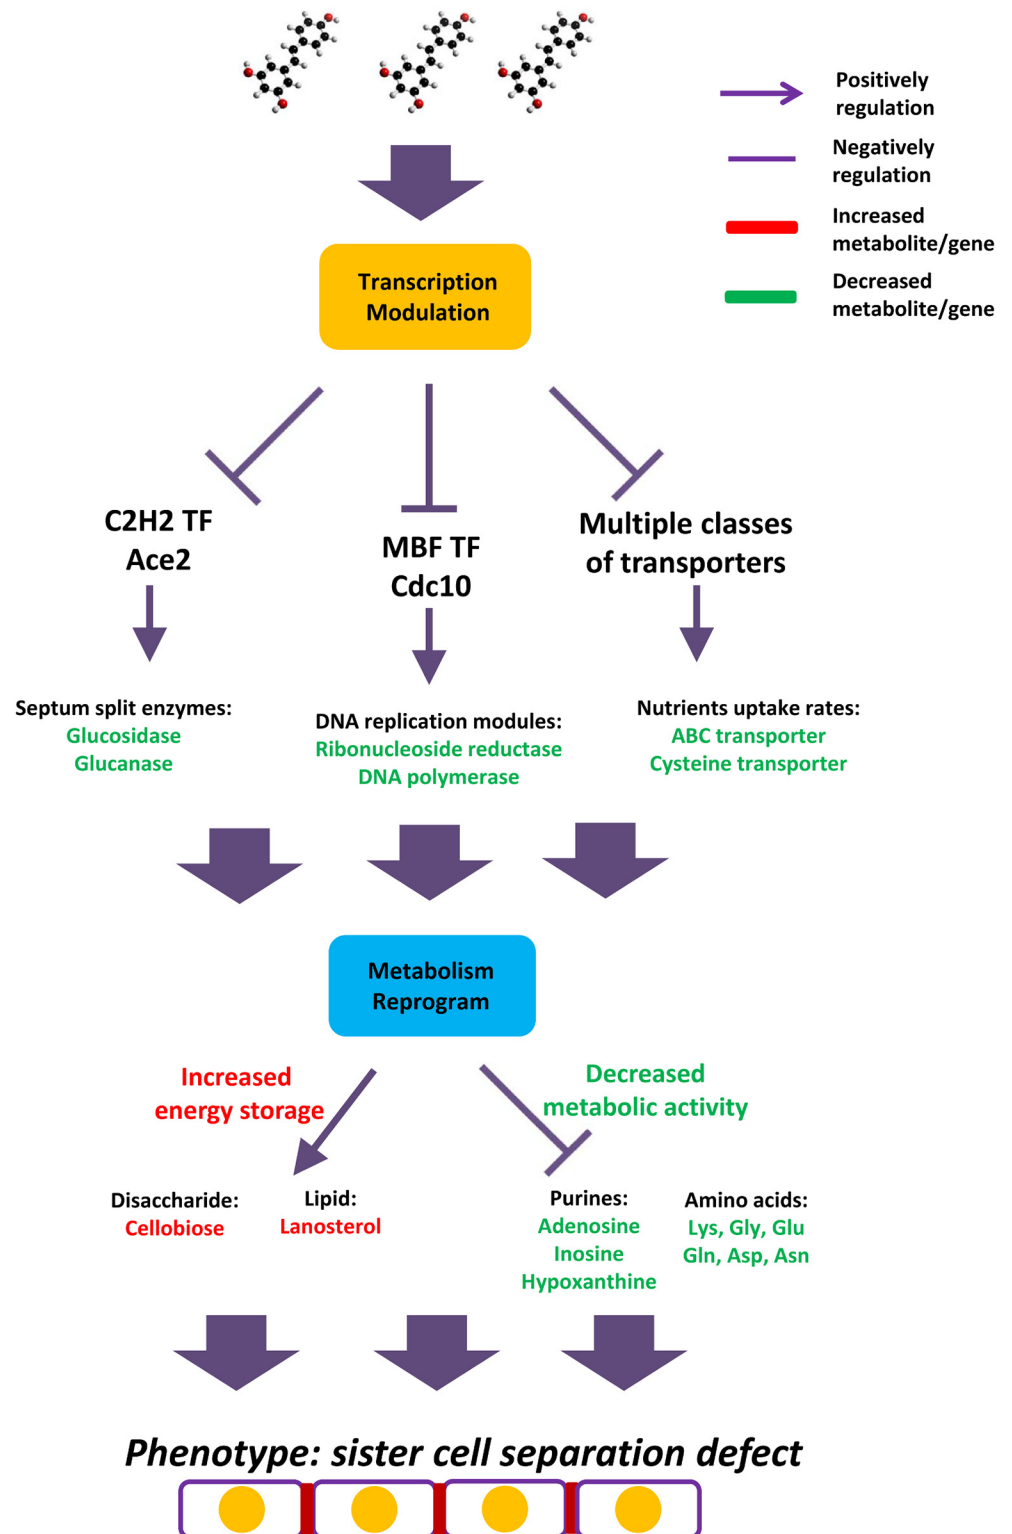 Positively
regulation
Negatively
regulation
Increased
metabolite/gene
Decreased
metabolite/gene
Transcription
Modulation
C2H2 TF
Ace2
MBF TF
Cdc10
Multiple classes
of transporters
Septum split enzymes:
Glucosidase
Glucanase
DNA replication modules:
Ribonucleoside reductase
DNA polymerase
Nutrients uptake rates:
ABC transporter
Cysteine transporter
Metabolism
Reprogram
Increased
energy storage
Decreased
metabolic activity
Disaccharide:
Cellobiose
Lipid:
Lanosterol
Purines:
Adenosine
Inosine
Hypoxanthine
Amino acids:
Lys, Gly, Glu
Gln, Asp, Asn
Phenotype: sister cell separation defect